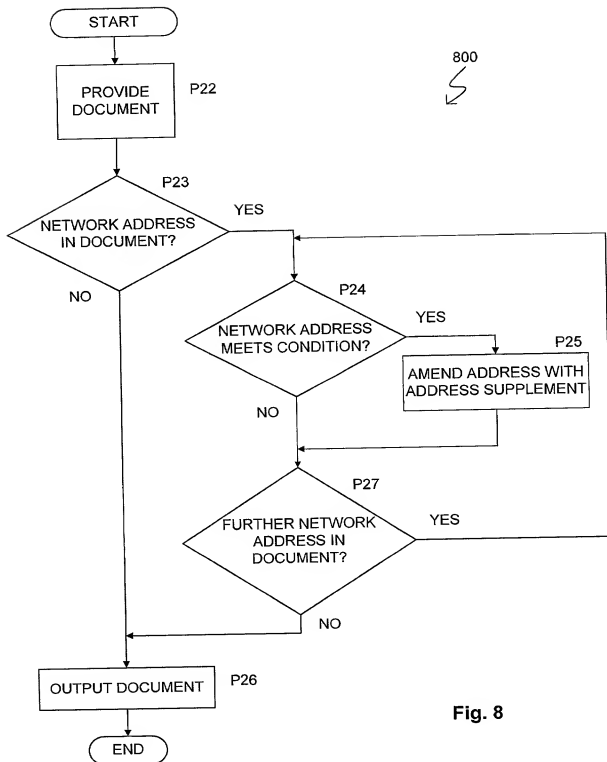 START
800
PROVIDE
DOCUMENT
P22
P23
NETWORK ADDRESS
IN DOCUMENT?
YES
NO
P24
NETWORK ADDRESS
MEETS CONDITION?
YES
P25
AMEND ADDRESS WITH
ADDRESS SUPPLEMENT
NO
P27
FURTHER NETWORK
ADDRESS IN
DOCUMENT?
YES
NO
OUTPUT DOCUMENT
P26
Fig. 8
END